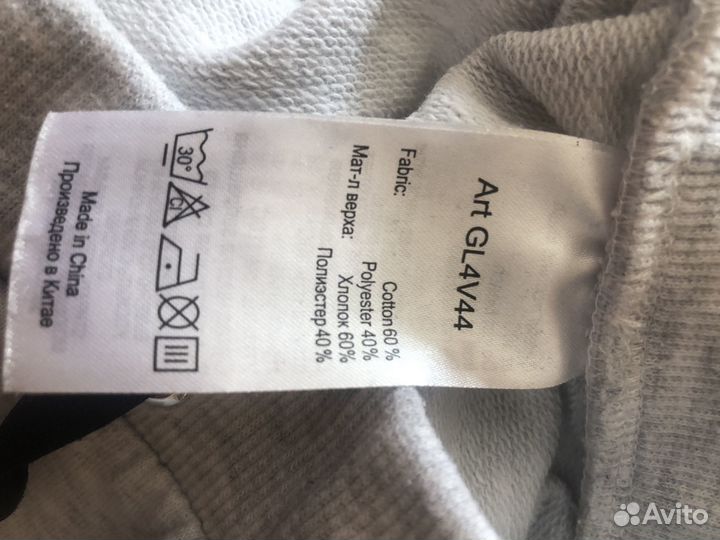 Art GL4V44
Fabric:
Cotton 60 %
Polyester 40%
Мат-л верха:
Хлопок 60%
Полиэстер 40 %
30°
Made in China
Произведено в Китае
Avito